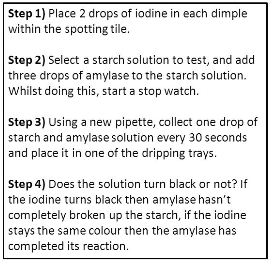 Step 1) Place 2 drops of iodine in each dimple
within the spotting tile.
Step 2) Select a starch solution to test, and add
three drops of amylase to the starch solution.
Whilst doing this, start a stop watch.
Step 3) Using a new pipette, collect one drop of
starch and amylase solution every 30 seconds
and place it in one of the dripping trays.
Step 4) Does the solution turn black or not? If
the iodine turns black then amylase hasn't
completely broken up the starch, if the iodine
stays the same colour then the amylase has
completed its reaction.